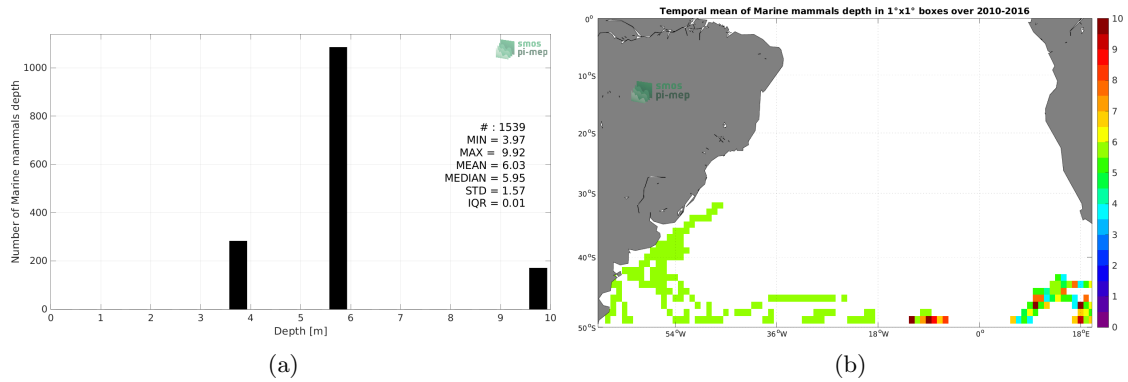 smos
pi-mep
Number of Marine mammals depth
1000
800
600
400
200
0
# : 1539
MIN = 3.97
MAX = 9.92
MEAN = 6.03
MEDIAN = 5.95
STD = 1.57
IQR = 0.01
0 1 2 3 4 5 6 7 8 9 10
Depth [m]
(a)
Temporal mean of Marine mammals depth in 1°x1° boxes over 2010-2016
smos
pi-mep
0°
10°S
20°S
30°S
40°S
50°S
54°W 36°W 18°W 0° 18°E
10
9
8
7
6
5
4
3
2
1
0
(b)